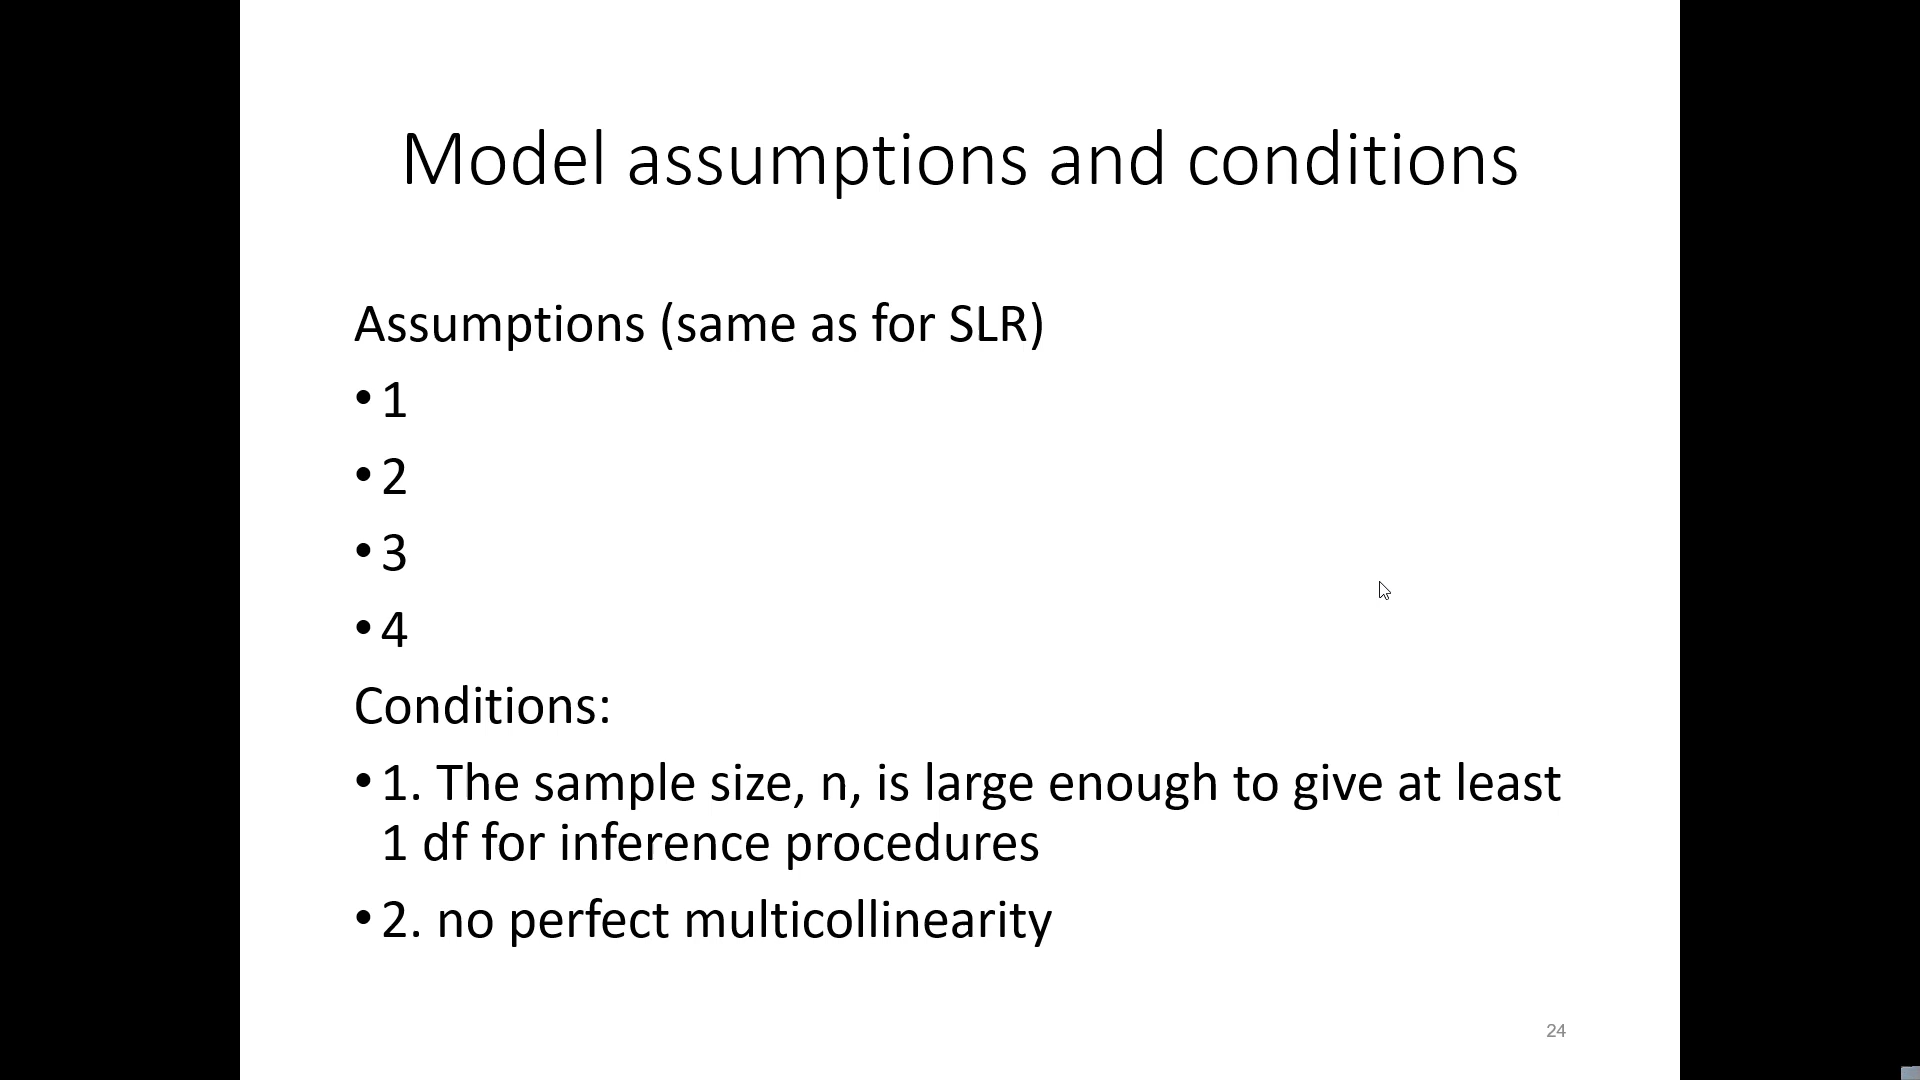 Model assumptions and conditions
Assumptions (same as for SLR)
•1
•2
•3
•4
Conditions:
•1. The sample size, n, is large enough to give at least
1 df for inference procedures
•2. no perfect multicollinearity
24